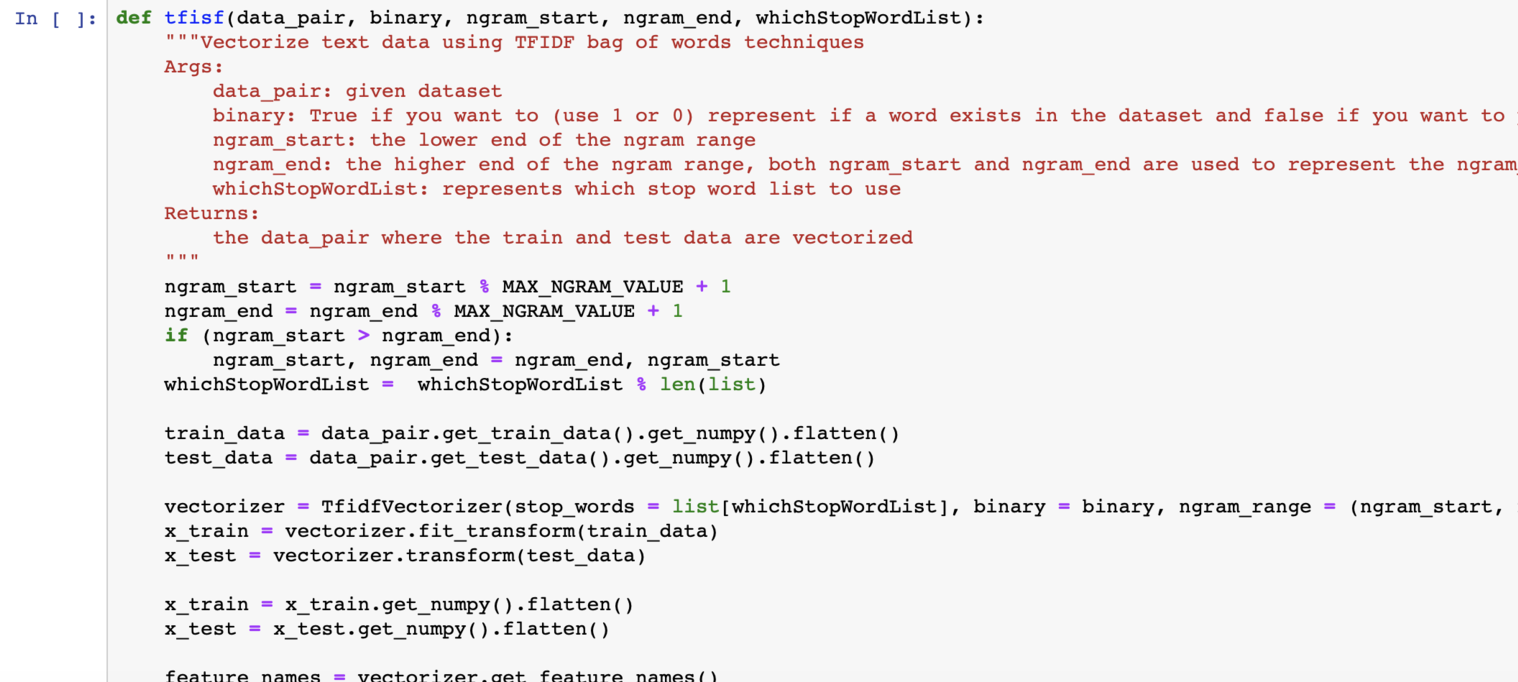 In [ ]: def tfisf(data_pair, binary, ngram_start, ngram_end, whichStopWordList):
    """Vectorize text data using TFIDF bag of words techniques
    Args:
        data_pair: given dataset
        binary: True if you want to (use 1 or 0) represent if a word exists in the dataset and false if you want to
        ngram_start: the lower end of the ngram range
        ngram_end: the higher end of the ngram range, both ngram_start and ngram_end are used to represent the ngram_
        whichStopWordList: represents which stop word list to use
    Returns:
        the data_pair where the train and test data are vectorized
    """
    ngram_start = ngram_start % MAX_NGRAM_VALUE + 1
    ngram_end = ngram_end % MAX_NGRAM_VALUE + 1
    if (ngram_start > ngram_end):
        ngram_start, ngram_end = ngram_end, ngram_start
    whichStopWordList =  whichStopWordList % len(list)
    train_data = data_pair.get_train_data().get_numpy().flatten()
    test_data = data_pair.get_test_data().get_numpy().flatten()
    vectorizer = TfidfVectorizer(stop_words = list[whichStopWordList], binary = binary, ngram_range = (ngram_start,
    x_train = vectorizer.fit_transform(train_data)
    x_test = vectorizer.transform(test_data)
    x_train = x_train.get_numpy().flatten()
    x_test = x_test.get_numpy().flatten()
    feature_names = vectorizer.get_feature_names()